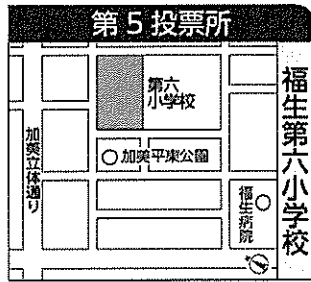 第5投票所
福生第六小学校
第六
小学校
加美平東公園
加美立体通り
福生病院